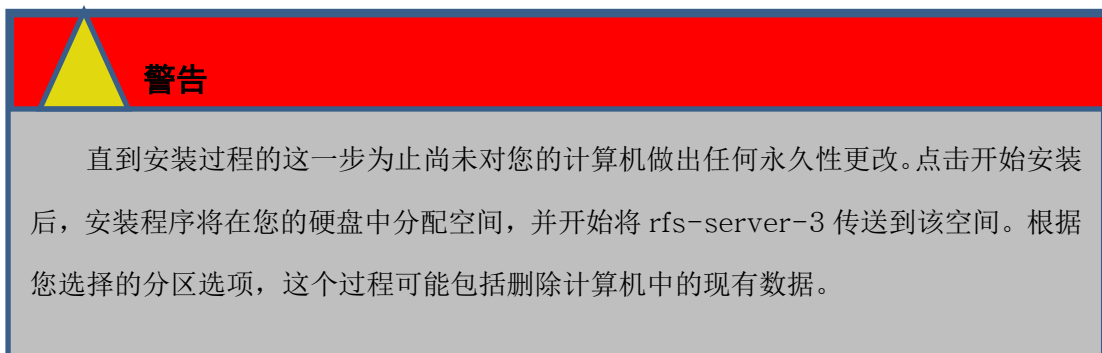 警告
直到安装过程的这一步为止尚未对您的计算机做出任何永久性更改。点击开始安装
后，安装程序将在您的硬盘中分配空间，并开始将 rfs-server-3 传送到该空间。根据
您选择的分区选项，这个过程可能包括删除计算机中的现有数据。